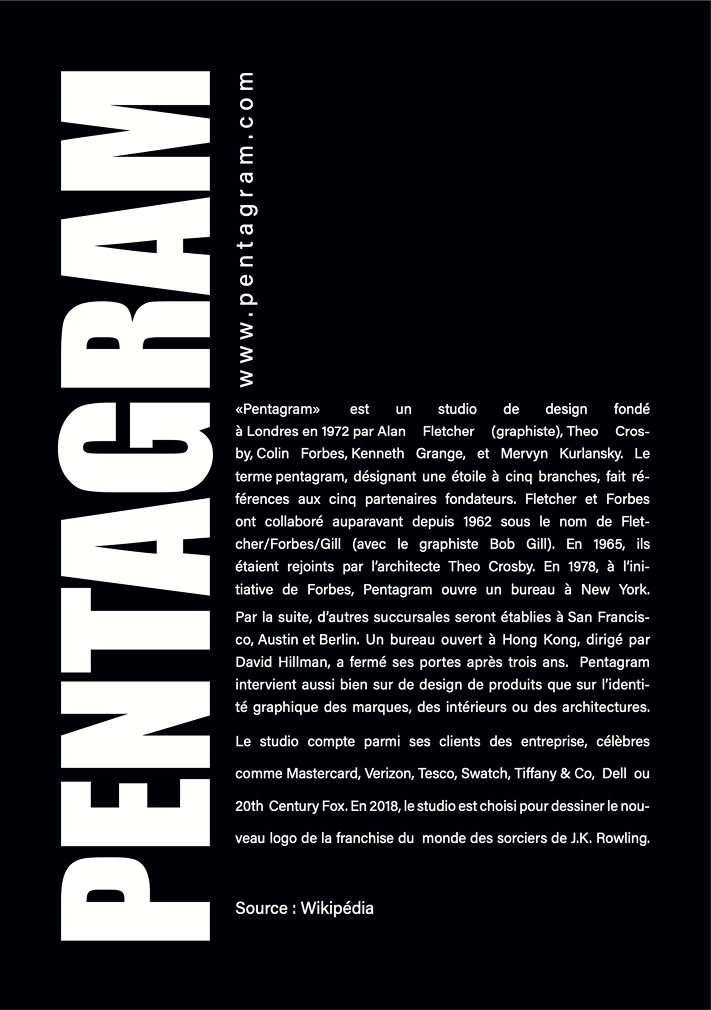 PENTAGRAM
www.pentagram.com
«Pentagram» est un studio de design fondé
à Londres en 1972 par Alan Fletcher (graphiste), Theo Cros-
by, Colin Forbes, Kenneth Grange, et Mervyn Kurlansky. Le
terme pentagram, désignant une étoile à cinq branches, fait ré-
férences aux cinq partenaires fondateurs. Fletcher et Forbes
ont collaboré auparavant depuis 1962 sous le nom de Flet-
cher/Forbes/Gill (avec le graphiste Bob Gill). En 1965, ils
étaient rejoints par l’architecte Theo Crosby. En 1978, à l’ini-
tiative de Forbes, Pentagram ouvre un bureau à New York.
Par la suite, d’autres succursales seront établies à San Francis-
co, Austin et Berlin. Un bureau ouvert à Hong Kong, dirigé par
David Hillman, a fermé ses portes après trois ans. Pentagram
intervient aussi bien sur de design de produits que sur l’identi-
té graphique des marques, des intérieurs ou des architectures.
Le studio compte parmi ses clients des entreprise, célèbres
comme Mastercard, Verizon, Tesco, Swatch, Tiffany & Co, Dell ou
20th Century Fox. En 2018, le studio est choisi pour dessiner le nou-
veau logo de la franchise du monde des sorciers de J.K. Rowling.
Source : Wikipédia